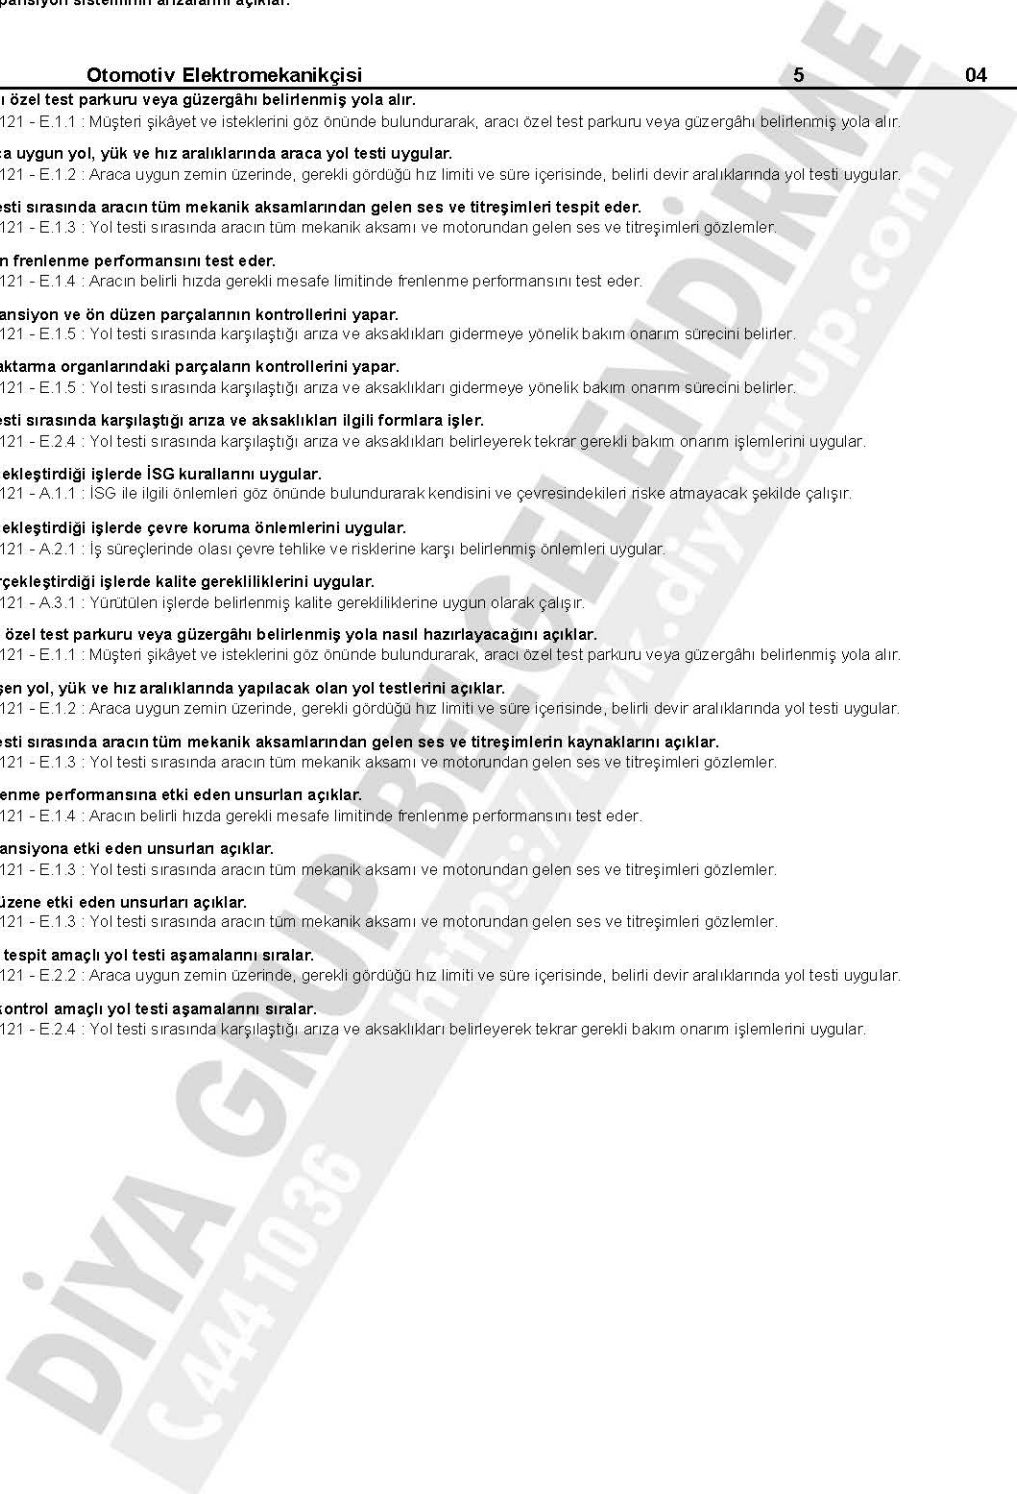 pansiyon sisteminin arızalarını açıklar.
Otomotiv Elektromekanikçisi 5 04
ı özel test parkuru veya güzergâhı belirlenmiş yola alır.
121 - E.1.1 : Müşteri şikâyet ve isteklerini göz önünde bulundurarak, aracı özel test parkuru veya güzergâhı belirlenmiş yola alır.
ca uygun yol, yük ve hız aralıklarında araca yol testi uygular.
121 - E.1.2 : Araca uygun zemin üzerinde, gerekli gördüğü hız limiti ve süre içerisinde, belirli devir aralıklarında yol testi uygular.
esti sırasında aracın tüm mekanik aksamlarından gelen ses ve titreşimleri tespit eder.
121 - E.1.3 : Yol testi sırasında aracın tüm mekanik aksamı ve motorundan gelen ses ve titreşimleri gözlemler.
n frenlenme performansını test eder.
121 - E.1.4 : Aracın belirli hızda gerekli mesafe limitinde frenlenme performansını test eder.
ansiyon ve ön düzen parçalarının kontrollerini yapar.
121 - E.1.5 : Yol testi sırasında karşılaştığı arıza ve aksaklıkları gidermeye yönelik bakım onarım sürecini belirler.
aktarma organlarındaki parçaların kontrollerini yapar.
121 - E.1.5 : Yol testi sırasında karşılaştığı arıza ve aksaklıkları gidermeye yönelik bakım onarım sürecini belirler.
esti sırasında karşılaştığı arıza ve aksaklıkları ilgili formlara işler.
121 - E.2.4 : Yol testi sırasında karşılaştığı arıza ve aksaklıkları belirleyerek tekrar gerekli bakım onarım işlemlerini uygular.
ekleştirdiği işlerde İSG kurallarını uygular.
121 - A.1.1 : İSG ile ilgili önlemleri göz önünde bulundurarak kendisini ve çevresindekileri riske atmayacak şekilde çalışır.
ekleştirdiği işlerde çevre koruma önlemlerini uygular.
121 - A.2.1 : İş süreçlerinde olası çevre tehlike ve risklerine karşı belirlenmiş önlemleri uygular.
rçekleştirdiği işlerde kalite gerekliliklerini uygular.
121 - A.3.1 : Yürütülen işlerde belirlenmiş kalite gerekliliklerine uygun olarak çalışır.
özel test parkuru veya güzergâhı belirlenmiş yola nasıl hazırlayacağını açıklar.
121 - E.1.1 : Müşteri şikâyet ve isteklerini göz önünde bulundurarak, aracı özel test parkuru veya güzergâhı belirlenmiş yola alır.
şen yol, yük ve hız aralıklarında yapılacak olan yol testlerini açıklar.
121 - E.1.2 : Araca uygun zemin üzerinde, gerekli gördüğü hız limiti ve süre içerisinde, belirli devir aralıklarında yol testi uygular.
esti sırasında aracın tüm mekanik aksamlarından gelen ses ve titreşimlerin kaynaklarını açıklar.
121 - E.1.3 : Yol testi sırasında aracın tüm mekanik aksamı ve motorundan gelen ses ve titreşimleri gözlemler.
enme performansına etki eden unsurları açıklar.
121 - E.1.4 : Aracın belirli hızda gerekli mesafe limitinde frenlenme performansını test eder.
ansiyona etki eden unsurları açıklar.
121 - E.1.3 : Yol testi sırasında aracın tüm mekanik aksamı ve motorundan gelen ses ve titreşimleri gözlemler.
üzene etki eden unsurları açıklar.
121 - E.1.3 : Yol testi sırasında aracın tüm mekanik aksamı ve motorundan gelen ses ve titreşimleri gözlemler.
tespit amaçlı yol testi aşamalarını sıralar.
121 - E.2.2 : Araca uygun zemin üzerinde, gerekli gördüğü hız limiti ve süre içerisinde, belirli devir aralıklarında yol testi uygular.
kontrol amaçlı yol testi aşamalarını sıralar.
121 - E.2.4 : Yol testi sırasında karşılaştığı arıza ve aksaklıkları belirleyerek tekrar gerekli bakım onarım işlemlerini uygular.
DİYA GRUP BELGELENDİRME
444 10 36 https://myk.diyagrup.com